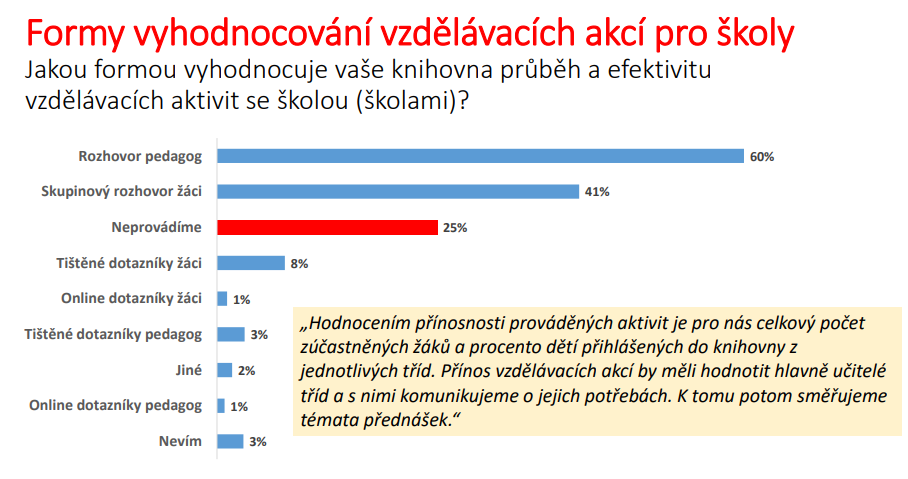 Formy vyhodnocování vzdělávacích akcí pro školy
Jakou formou vyhodnocuje vaše knihovna průběh a efektivitu
vzdělávacích aktivit se školou (školami)?
Rozhovor pedagog 60%
Skupinový rozhovor žáci 41%
Neprovádíme 25%
Tištěné dotazníky žáci 8%
Online dotazníky žáci 1%
Tištěné dotazníky pedagog 3%
Jiné 2%
Online dotazníky pedagog 1%
Nevím 3%
„Hodnocením přínosnosti prováděných aktivit je pro nás celkový počet
zúčastněných žáků a procento dětí přihlášených do knihovny z
jednotlivých tříd. Přínos vzdělávacích akcí by měli hodnotit hlavně učitelé
tříd a s nimi komunikujeme o jejich potřebách. K tomu potom směřujeme
témata přednášek.“